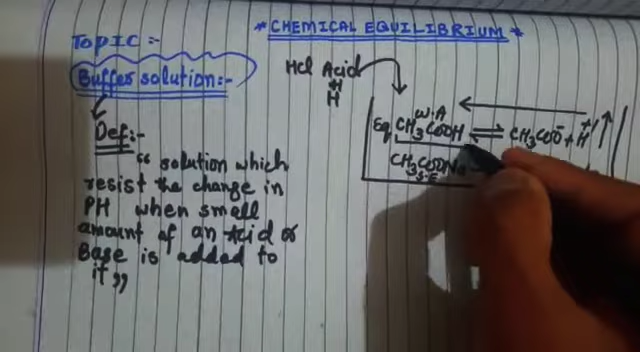 * CHEMICAL EQUILIBRIUM *
Topic :-
Buffer solution:-
HCl Acid
H+
H
Def:-
" solution which
resist the change in
PH when small
amount of an Acid or
Base is added to
it "
W.A
Eq CH3COOH ⇌ CH3COO- + H+
CH3COONa